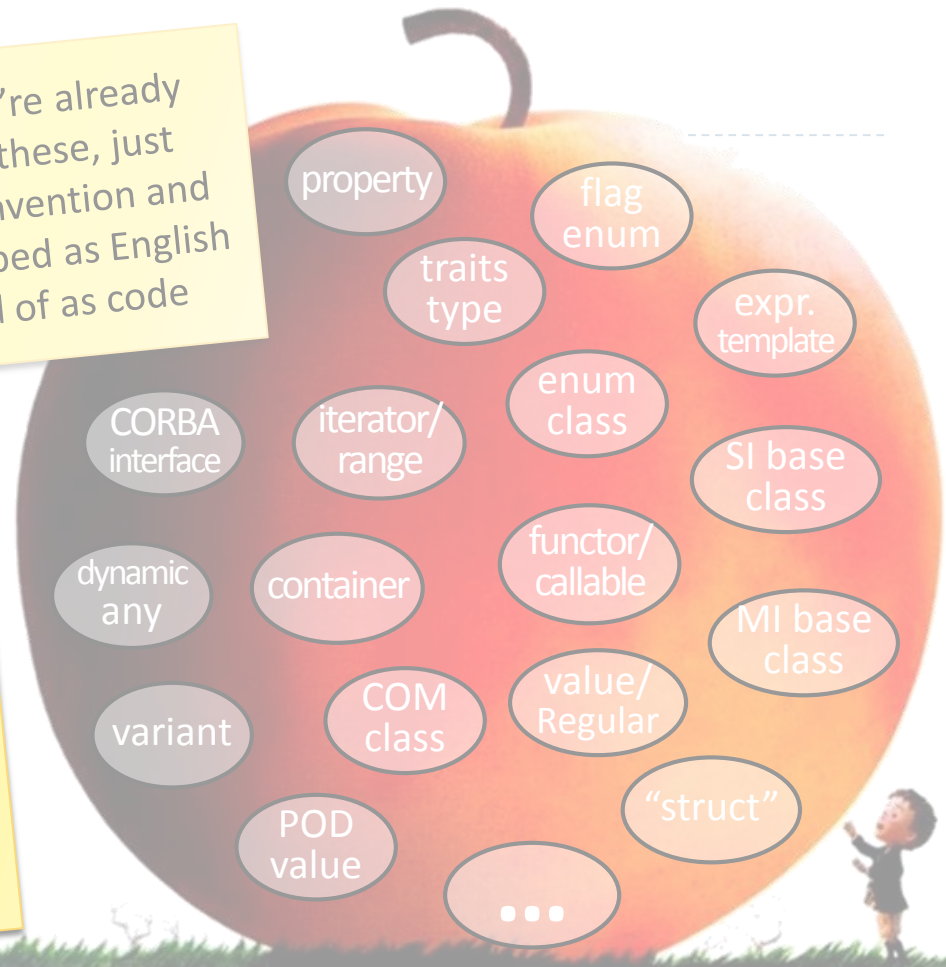 're already
these, just
nvention and
bed as English
d of as code
property
flag
enum
traits
type
expr.
template
enum
class
CORBA
interface
iterator/
range
SI base
class
functor/
callable
dynamic
any
container
MI base
class
value/
Regular
COM
class
variant
“struct”
POD
value
...